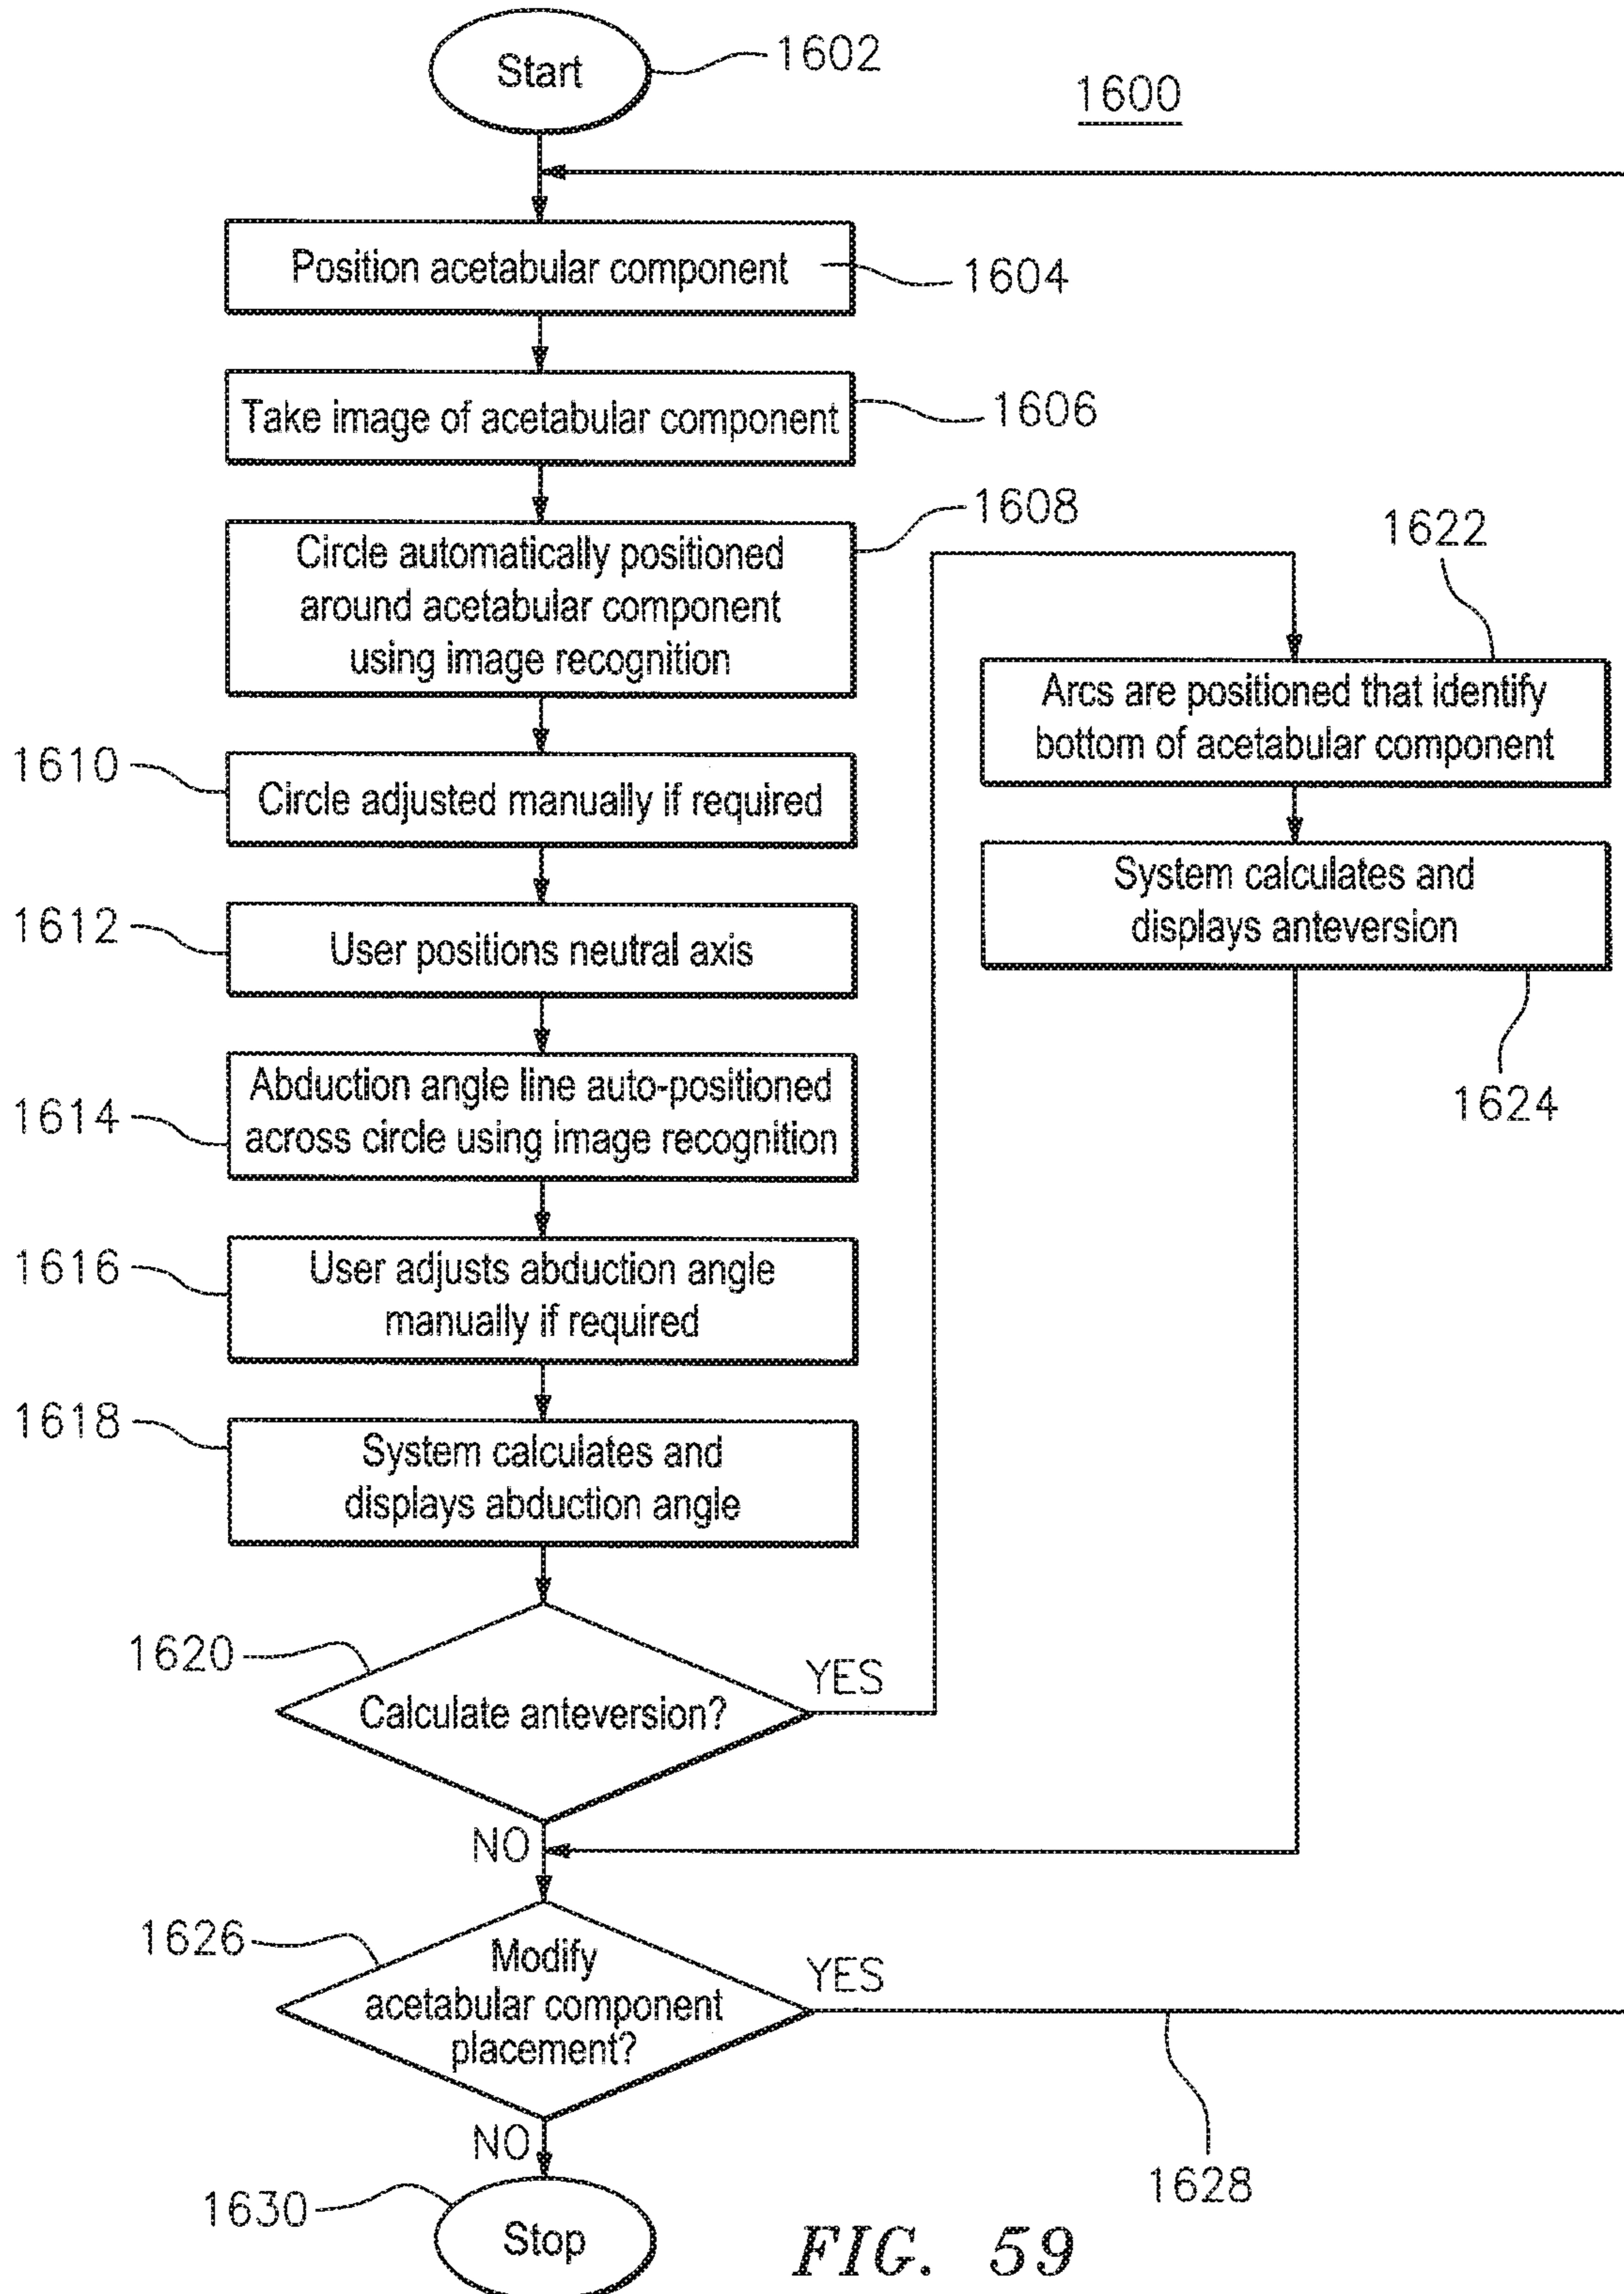 Start
1602
1600
Position acetabular component
1604
Take image of acetabular component
1606
Circle automatically positioned
around acetabular component
using image recognition
1608
1610
Circle adjusted manually if required
1612
User positions neutral axis
1614
Abduction angle line auto-positioned
across circle using image recognition
1616
User adjusts abduction angle
manually if required
1618
System calculates and
displays abduction angle
1620
Calculate anteversion?
YES
NO
1622
Arcs are positioned that identify
bottom of acetabular component
System calculates and
displays anteversion
1624
1626
Modify
acetabular component
placement?
YES
NO
1628
1630
Stop
FIG. 59